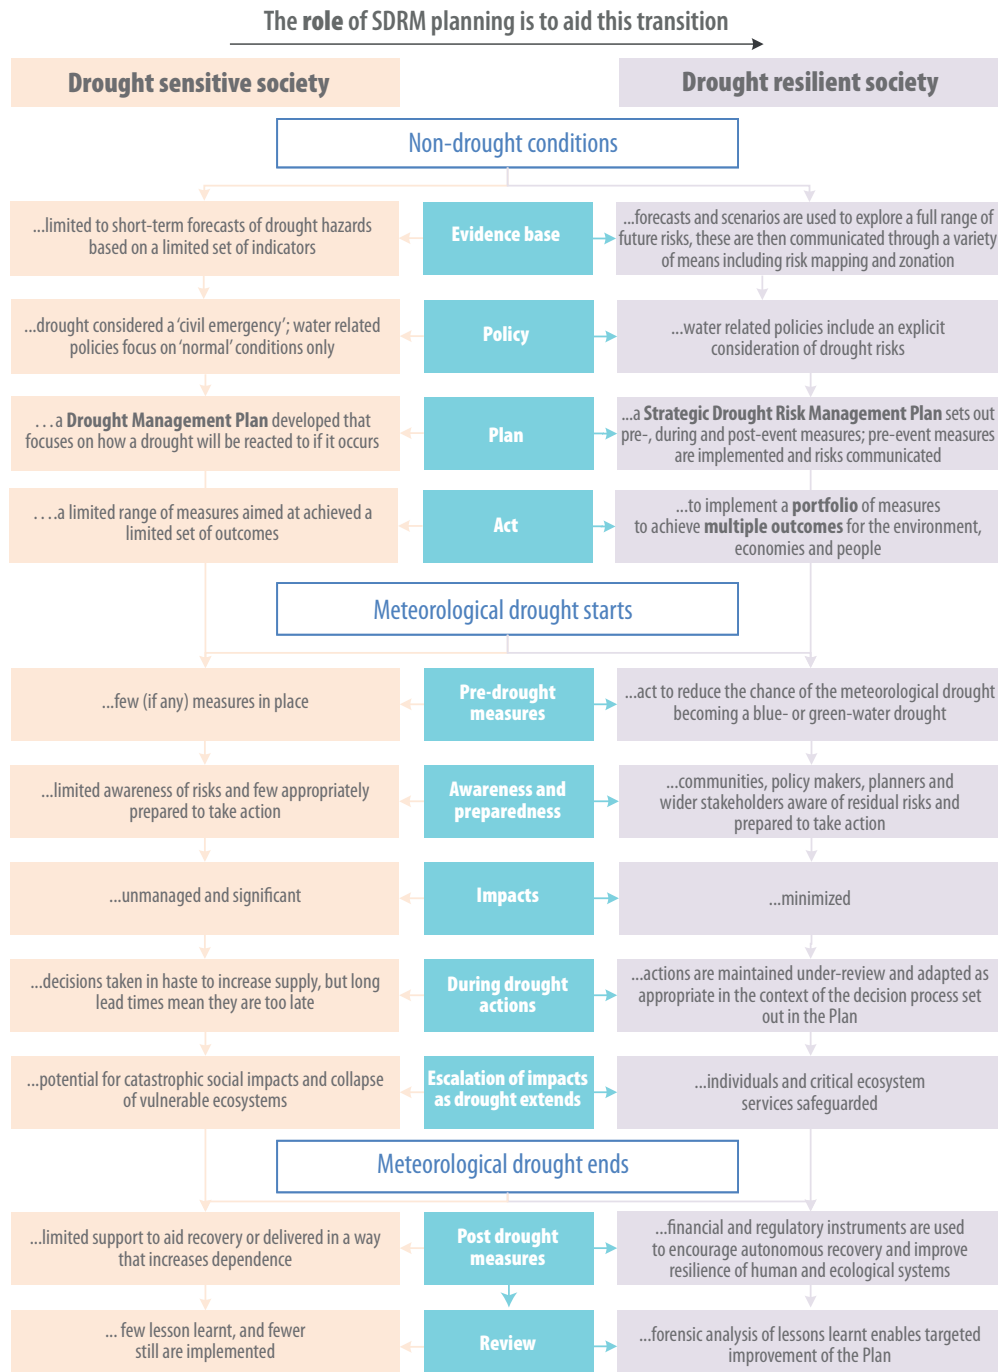 The role of SDRM planning is to aid this transition
Drought sensitive society
Drought resilient society
Non-drought conditions
...limited to short-term forecasts of drought hazards
based on a limited set of indicators
Evidence base
...forecasts and scenarios are used to explore a full range of
future risks, these are then communicated through a variety
of means including risk mapping and zonation
...drought considered a ‘civil emergency’; water related
policies focus on ‘normal’ conditions only
Policy
...water related policies include an explicit
consideration of drought risks
. . . a Drought Management Plan developed that
focuses on how a drought will be reacted to if it occurs
Plan
...a Strategic Drought Risk Management Plan sets out
pre-, during and post-event measures; pre-event measures
are implemented and risks communicated
. . . .a limited range of measures aimed at achieved a
limited set of outcomes
Act
...to implement a portfolio of measures
to achieve multiple outcomes for the environment,
economies and people
Meteorological drought starts
...few (if any) measures in place
Pre-drought
measures
...act to reduce the chance of the meteorological drought
becoming a blue- or green-water drought
...limited awareness of risks and few appropriately
prepared to take action
Awareness and
preparedness
...communities, policy makers, planners and
wider stakeholders aware of residual risks and
prepared to take action
...unmanaged and significant
Impacts
...minimized
...decisions taken in haste to increase supply, but long
lead times mean they are too late
During drought
actions
...actions are maintained under-review and adapted as
appropriate in the context of the decision process set
out in the Plan
...potential for catastrophic social impacts and collapse
of vulnerable ecosystems
Escalation of impacts
as drought extends
...individuals and critical ecosystem
services safeguarded
Meteorological drought ends
...limited support to aid recovery or delivered in a way
that increases dependence
Post drought
measures
...financial and regulatory instruments are used
to encourage autonomous recovery and improve
resilience of human and ecological systems
... few lesson learnt, and fewer
still are implemented
Review
...forensic analysis of lessons learnt enables targeted
improvement of the Plan